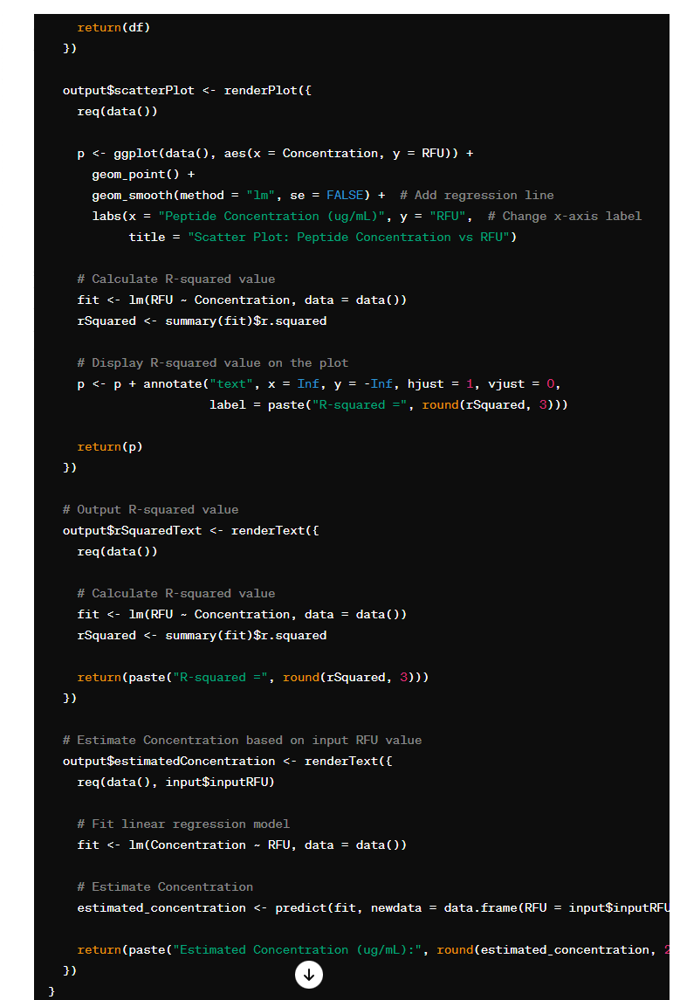 return(df)
})
output$scatterPlot <- renderPlot({
req(data())
p <- ggplot(data(), aes(x = Concentration, y = RFU)) +
geom_point() +
geom_smooth(method = "lm", se = FALSE) +  # Add regression line
labs(x = "Peptide Concentration (ug/mL)", y = "RFU",  # Change x-axis label
title = "Scatter Plot: Peptide Concentration vs RFU")
# Calculate R-squared value
fit <- lm(RFU ~ Concentration, data = data())
rSquared <- summary(fit)$r.squared
# Display R-squared value on the plot
p <- p + annotate("text", x = Inf, y = -Inf, hjust = 1, vjust = 0,
label = paste("R-squared =", round(rSquared, 3)))
return(p)
})
# Output R-squared value
output$rSquaredText <- renderText({
req(data())
# Calculate R-squared value
fit <- lm(RFU ~ Concentration, data = data())
rSquared <- summary(fit)$r.squared
return(paste("R-squared =", round(rSquared, 3)))
})
# Estimate Concentration based on input RFU value
output$estimatedConcentration <- renderText({
req(data(), input$inputRFU)
# Fit linear regression model
fit <- lm(Concentration ~ RFU, data = data())
# Estimate Concentration
estimated_concentration <- predict(fit, newdata = data.frame(RFU = input$inputRFU
return(paste("Estimated Concentration (ug/mL):", round(estimated_concentration, 2
})
}